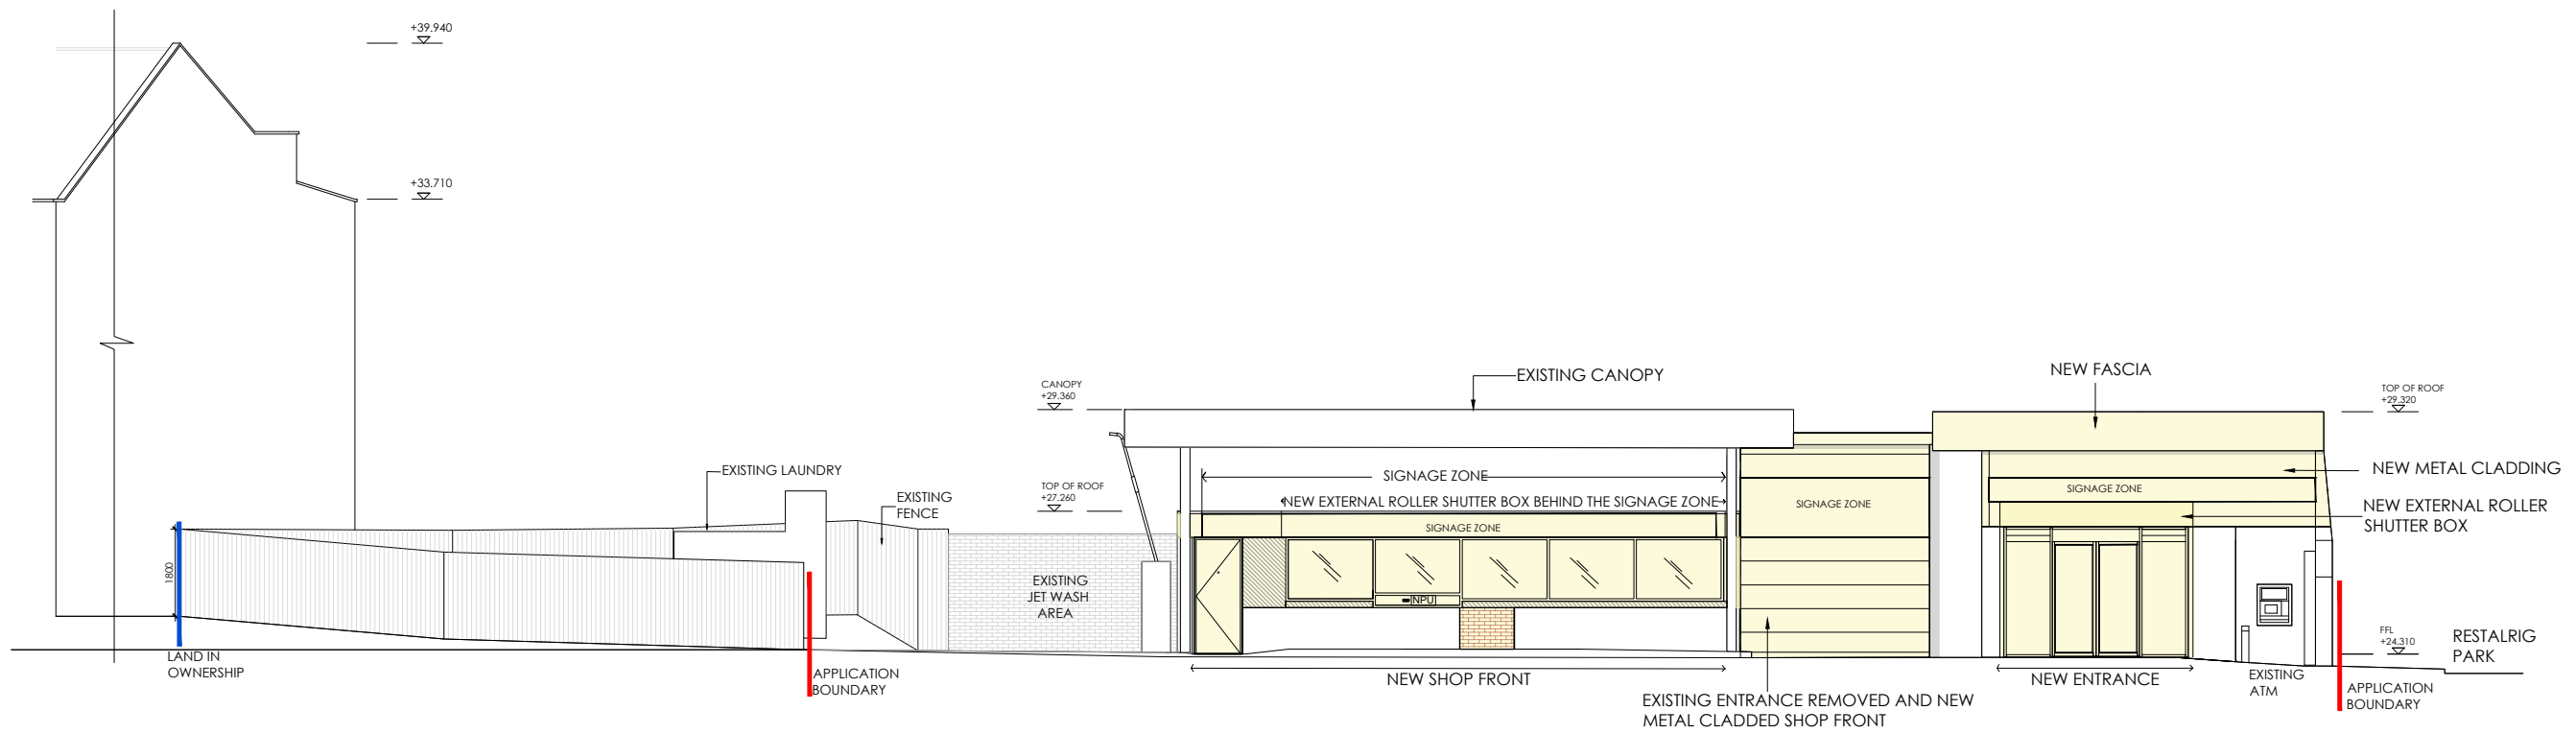 +39.940
+33.710
EXISTING CANOPY
NEW FASCIA
CANOPY
+29.360
TOP OF ROOF
+29.320
EXISTING LAUNDRY
SIGNAGE ZONE
NEW METAL CLADDING
SIGNAGE ZONE
TOP OF ROOF
+27.260
EXISTING
FENCE
NEW EXTERNAL ROLLER SHUTTER BOX BEHIND THE SIGNAGE ZONE
SIGNAGE ZONE
NEW EXTERNAL ROLLER
SHUTTER BOX
SIGNAGE ZONE
1800
EXISTING
JET WASH
AREA
NPU
FFL
+24.310
RESTALRIG
PARK
LAND IN
OWNERSHIP
APPLICATION
BOUNDARY
NEW SHOP FRONT
NEW ENTRANCE
EXISTING
ATM
APPLICATION
BOUNDARY
EXISTING ENTRANCE REMOVED AND NEW
METAL CLADDED SHOP FRONT